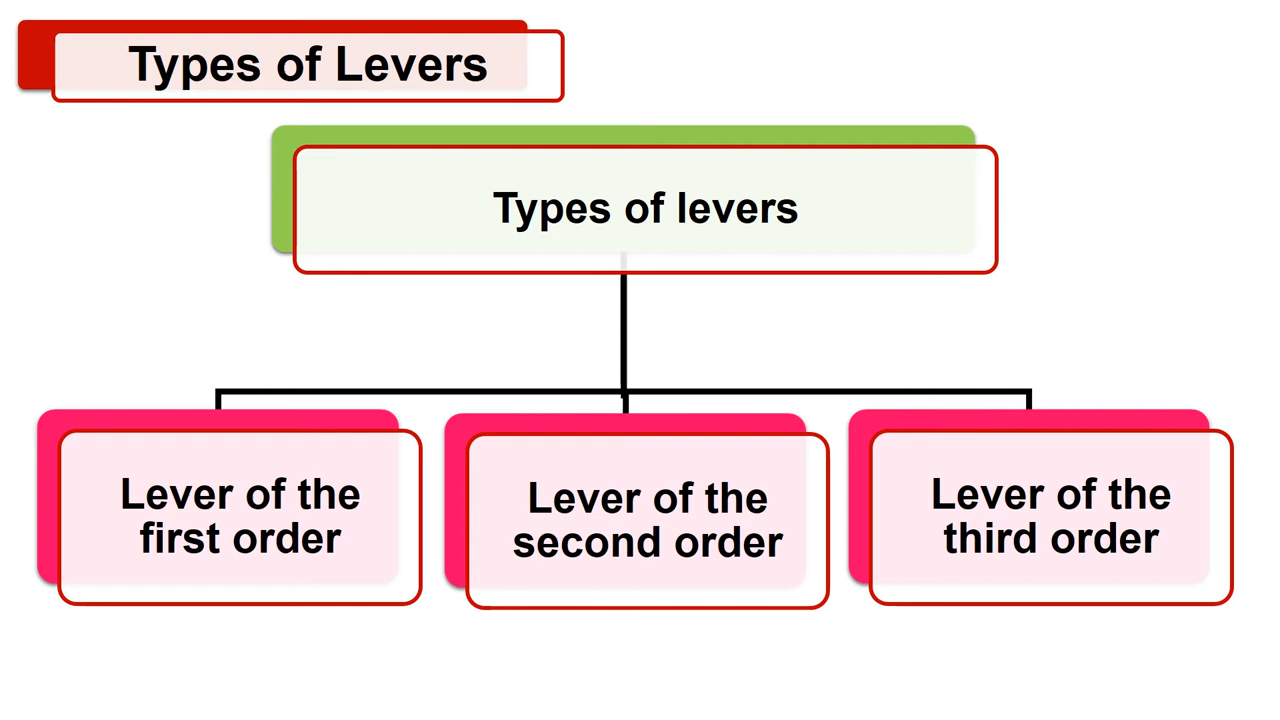 Types of Levers
Types of levers
Lever of the
first order
Lever of the
second order
Lever of the
third order